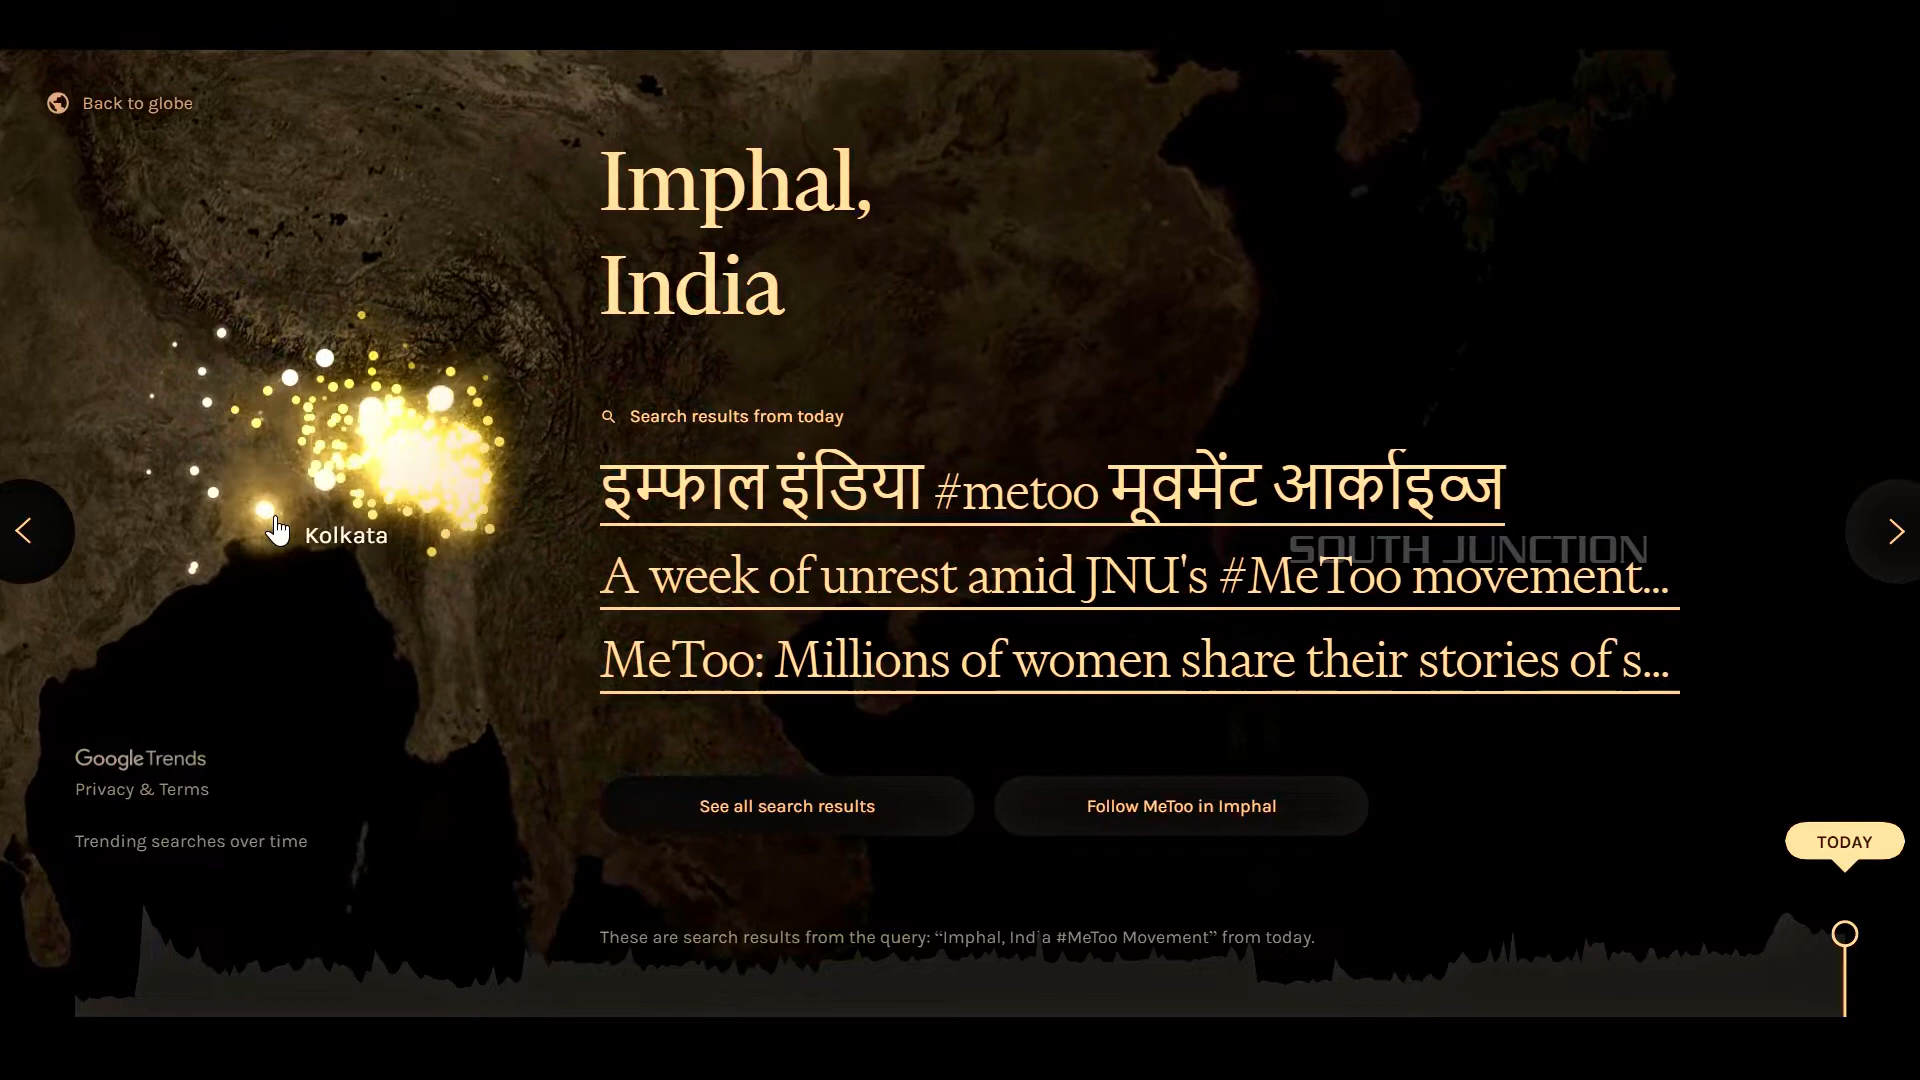 Back to globe
Imphal,
India
Search results from today
इम्फाल इंडिया #metoo मूवमेंट आर्काइव्ज
SOUTH JUNCTION
A week of unrest amid JNU's #MeToo movement...
MeToo: Millions of women share their stories of s...
Kolkata
Google Trends
Privacy & Terms
Trending searches over time
See all search results
Follow MeToo in Imphal
TODAY
These are search results from the query: “Imphal, India #MeToo Movement” from today.